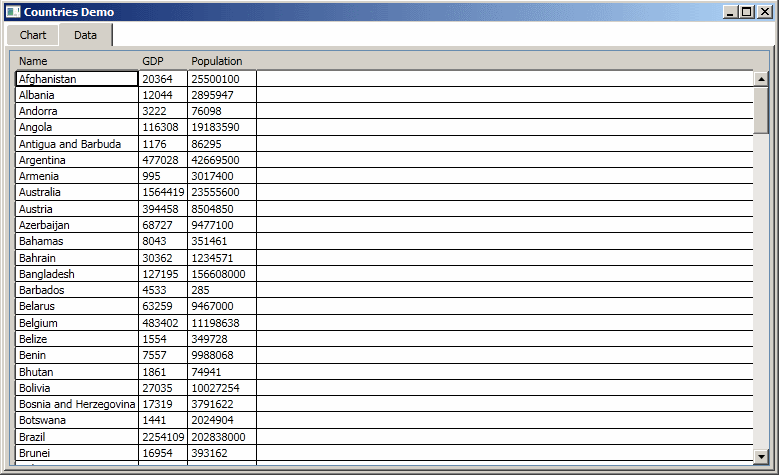 Countries Demo
Chart Data
Name GDP Population
Afghanistan 20364 25500100
Albania 12044 2895947
Andorra 3222 76098
Angola 116308 19183590
Antigua and Barbuda 1176 86295
Argentina 477028 42669500
Armenia 995 3017400
Australia 1564419 23555600
Austria 394458 8504850
Azerbaijan 68727 9477100
Bahamas 8043 351461
Bahrain 30362 1234571
Bangladesh 127195 156608000
Barbados 4533 285
Belarus 63259 9467000
Belgium 483402 11198638
Belize 1554 349728
Benin 7557 9988068
Bhutan 1861 74941
Bolivia 27035 10027254
Bosnia and Herzegovina 17319 3791622
Botswana 1441 2024904
Brazil 2254109 202838000
Brunei 16954 393162